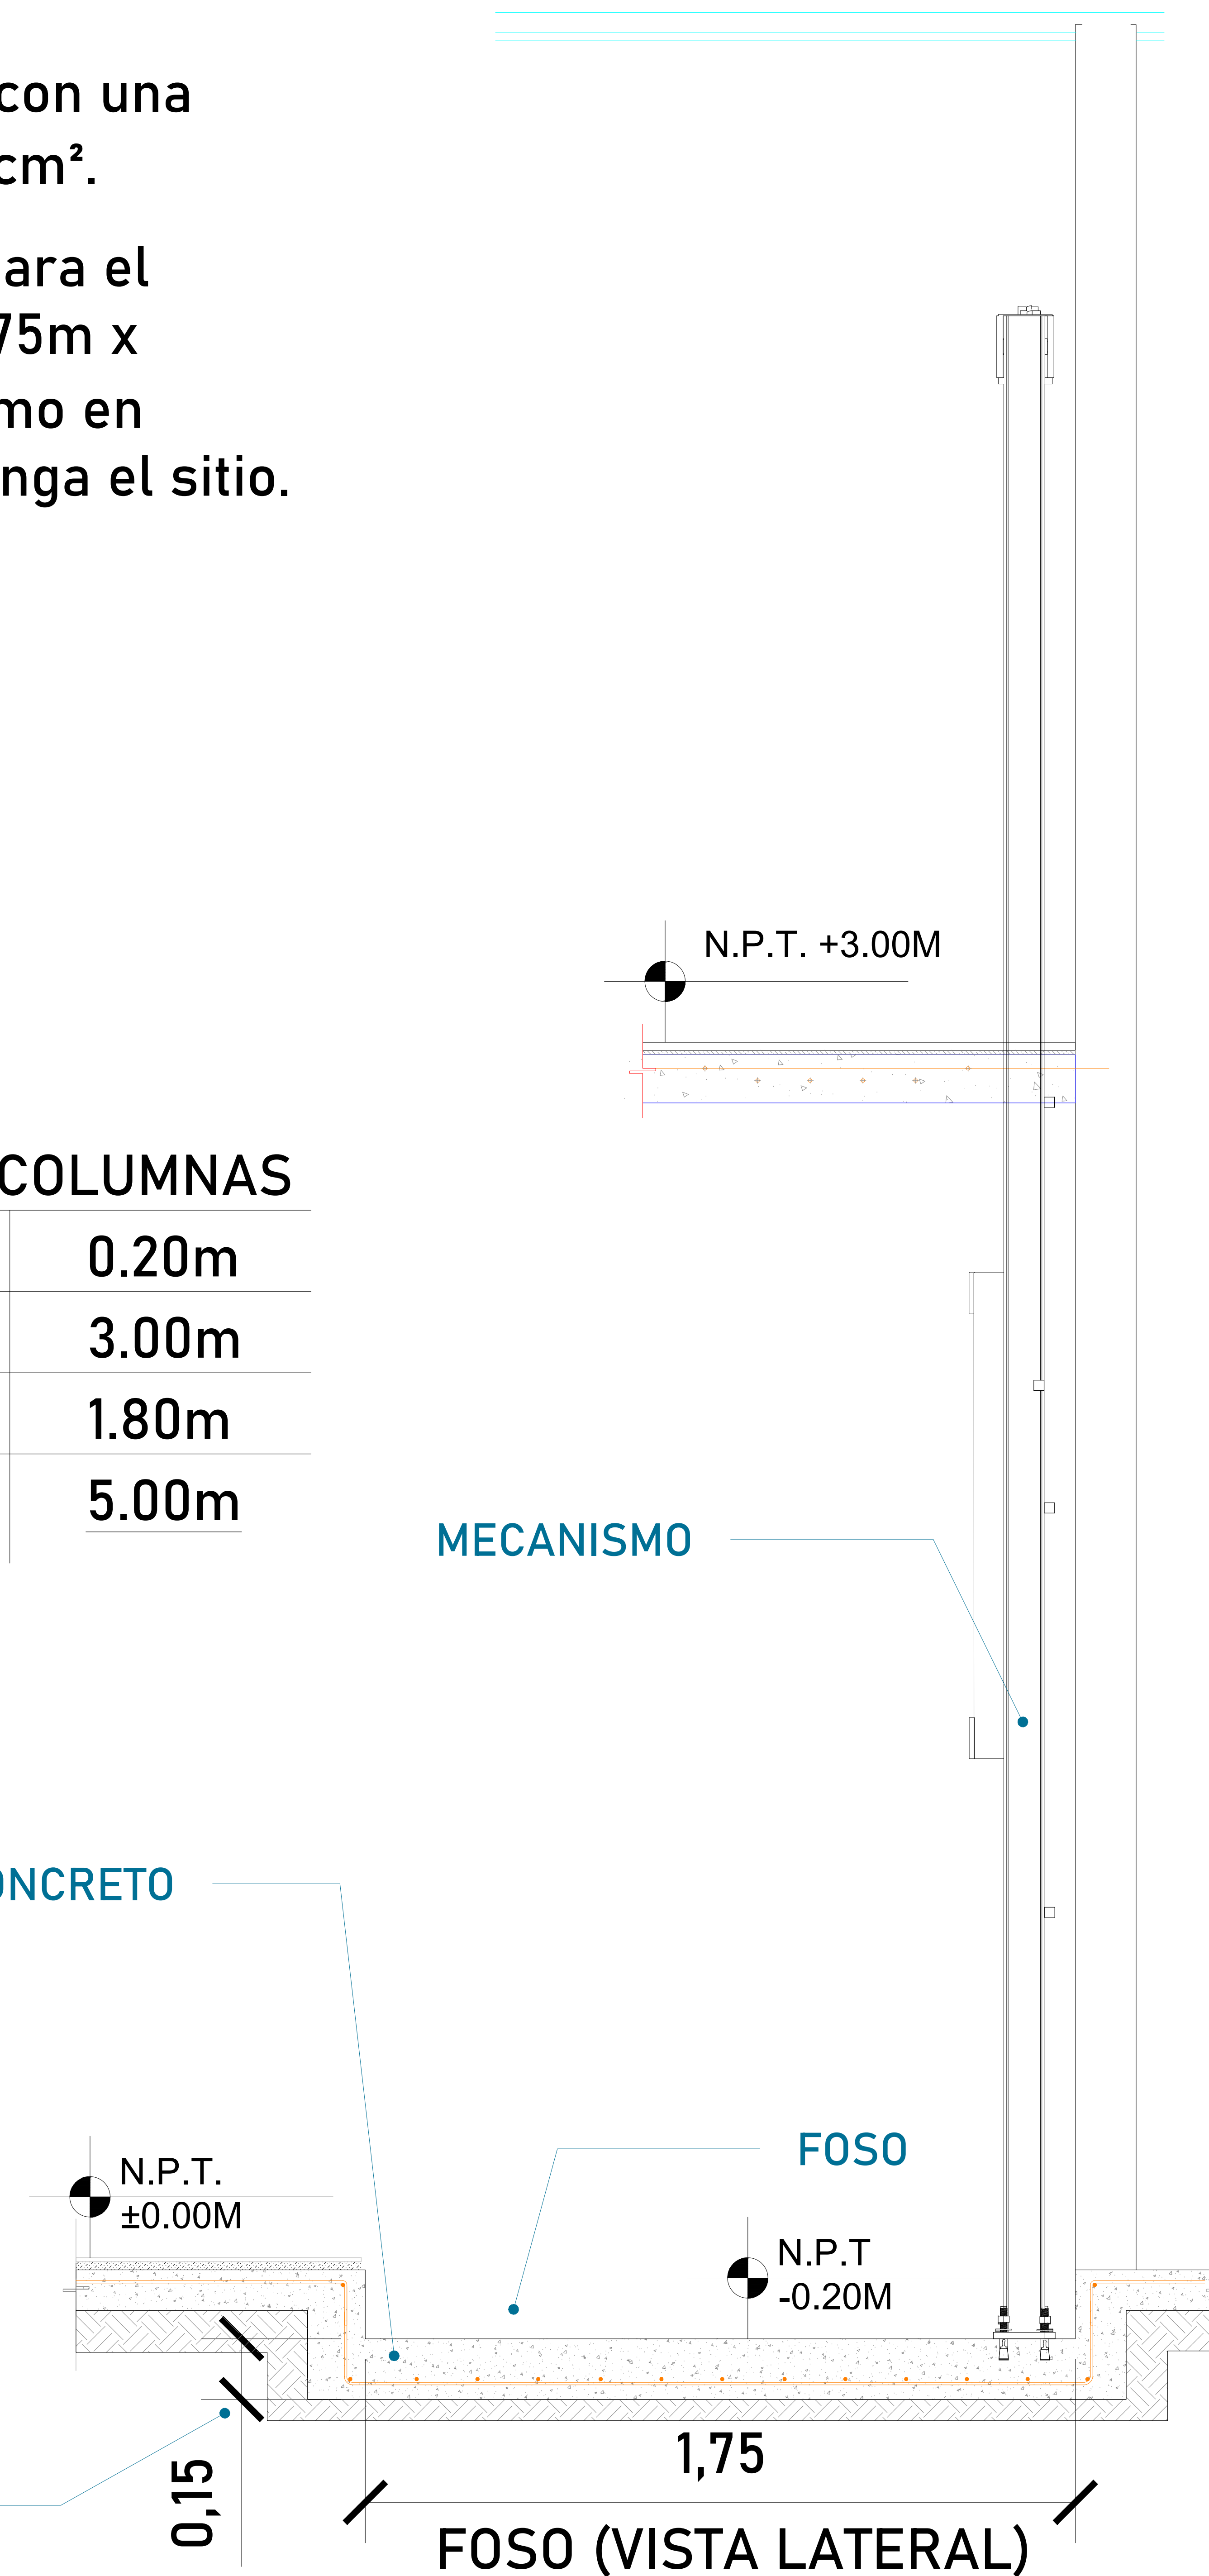 con una
cm².
ara el
75m x
mo en
nga el sitio.
N.P.T. +3.00M
COLUMNAS
0.20m
3.00m
1.80m
5.00m
MECANISMO
ONCRETO
FOSO
N.P.T.
±0.00M
N.P.T
-0.20M
0,15
1,75
FOSO (VISTA LATERAL)